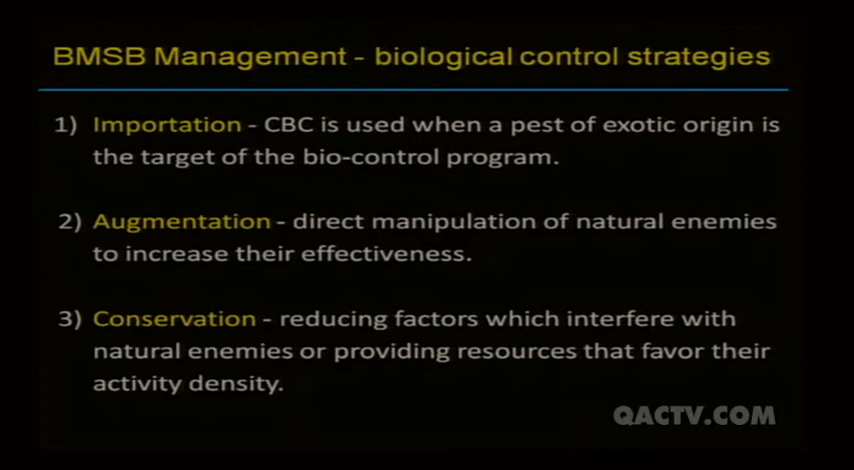 BMSB Management - biological control strategies
1) Importation - CBC is used when a pest of exotic origin is
the target of the bio-control program.
2) Augmentation - direct manipulation of natural enemies
to increase their effectiveness.
3) Conservation - reducing factors which interfere with
natural enemies or providing resources that favor their
activity density.
QACTV.COM